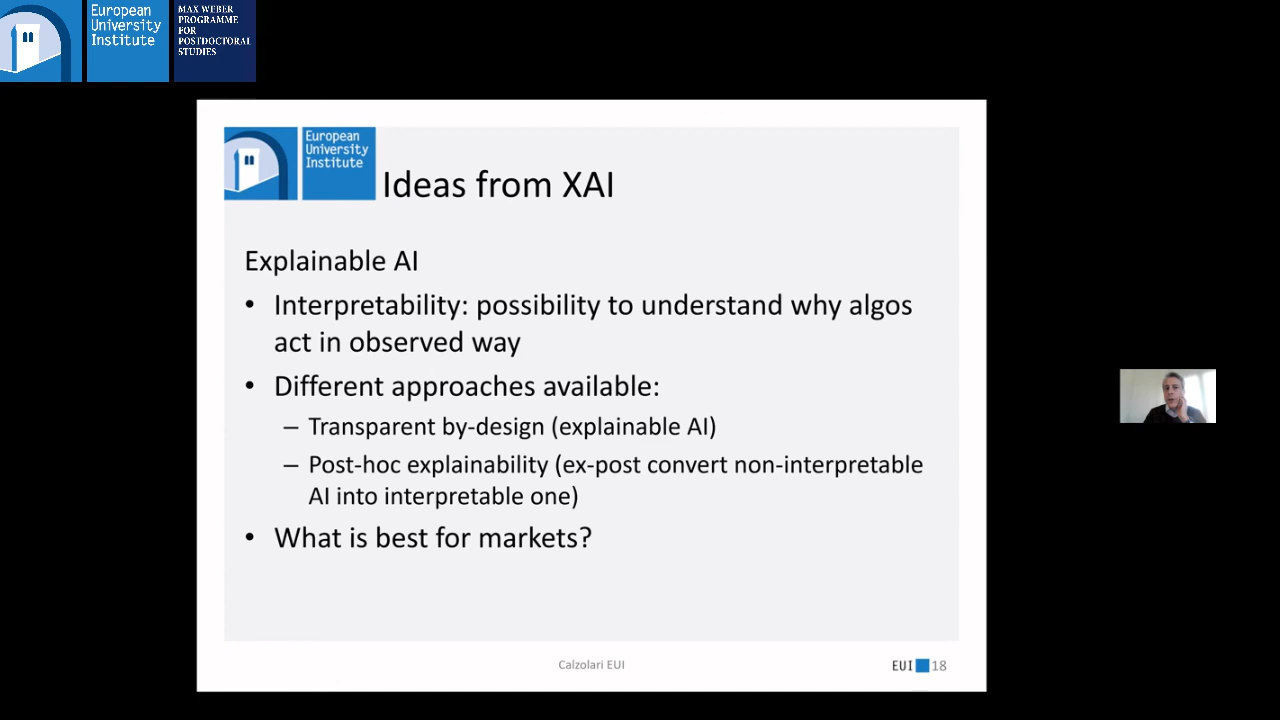 European
University
Institute
MAX WEBER
PROGRAMME
FOR
POSTDOCTORAL
STUDIES
European
University
Institute
Ideas from XAI
Explainable AI
• Interpretability: possibility to understand why algos
act in observed way
• Different approaches available:
– Transparent by-design (explainable AI)
– Post-hoc explainability (ex-post convert non-interpretable
AI into interpretable one)
• What is best for markets?
Calzolari EUI
EUI 18